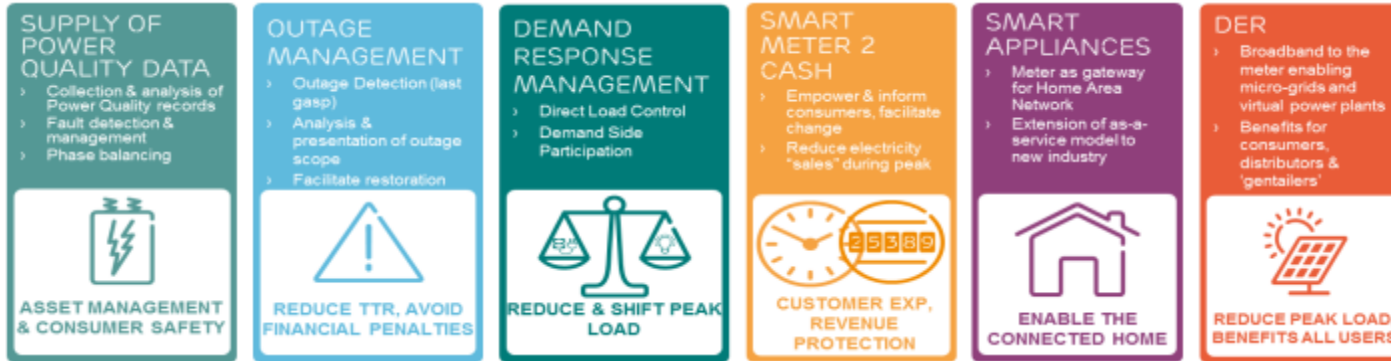 SUPPLY OF
POWER
QUALITY DATA
› Collection & analysis of
Power Quality records
› Fault detection &
management
› Phase balancing
ASSET MANAGEMENT
& CONSUMER SAFETY
OUTAGE
MANAGEMENT
› Outage Detection (last
gasp)
› Analysis &
presentation of outage
scope
› Facilitate restoration
REDUCE TTR, AVOID
FINANCIAL PENALTIES
DEMAND
RESPONSE
MANAGEMENT
› Direct Load Control
› Demand Side
Participation
REDUCE & SHIFT PEAK
LOAD
SMART
METER 2
CASH
› Empower & inform
consumers, facilitate
change
› Reduce electricity
"sales" during peak
25389
CUSTOMER EXP,
REVENUE
PROTECTION
SMART
APPLIANCES
› Meter as gateway
for Home Area
Network
› Extension of as-a-
service model to
new industry
ENABLE THE
CONNECTED HOME
DER
› Broadband to the
meter enabling
micro-grids and
virtual power plants
› Benefits for
consumers,
distributors &
'gentailers'
REDUCE PEAK LOAD
BENEFITS ALL USERS